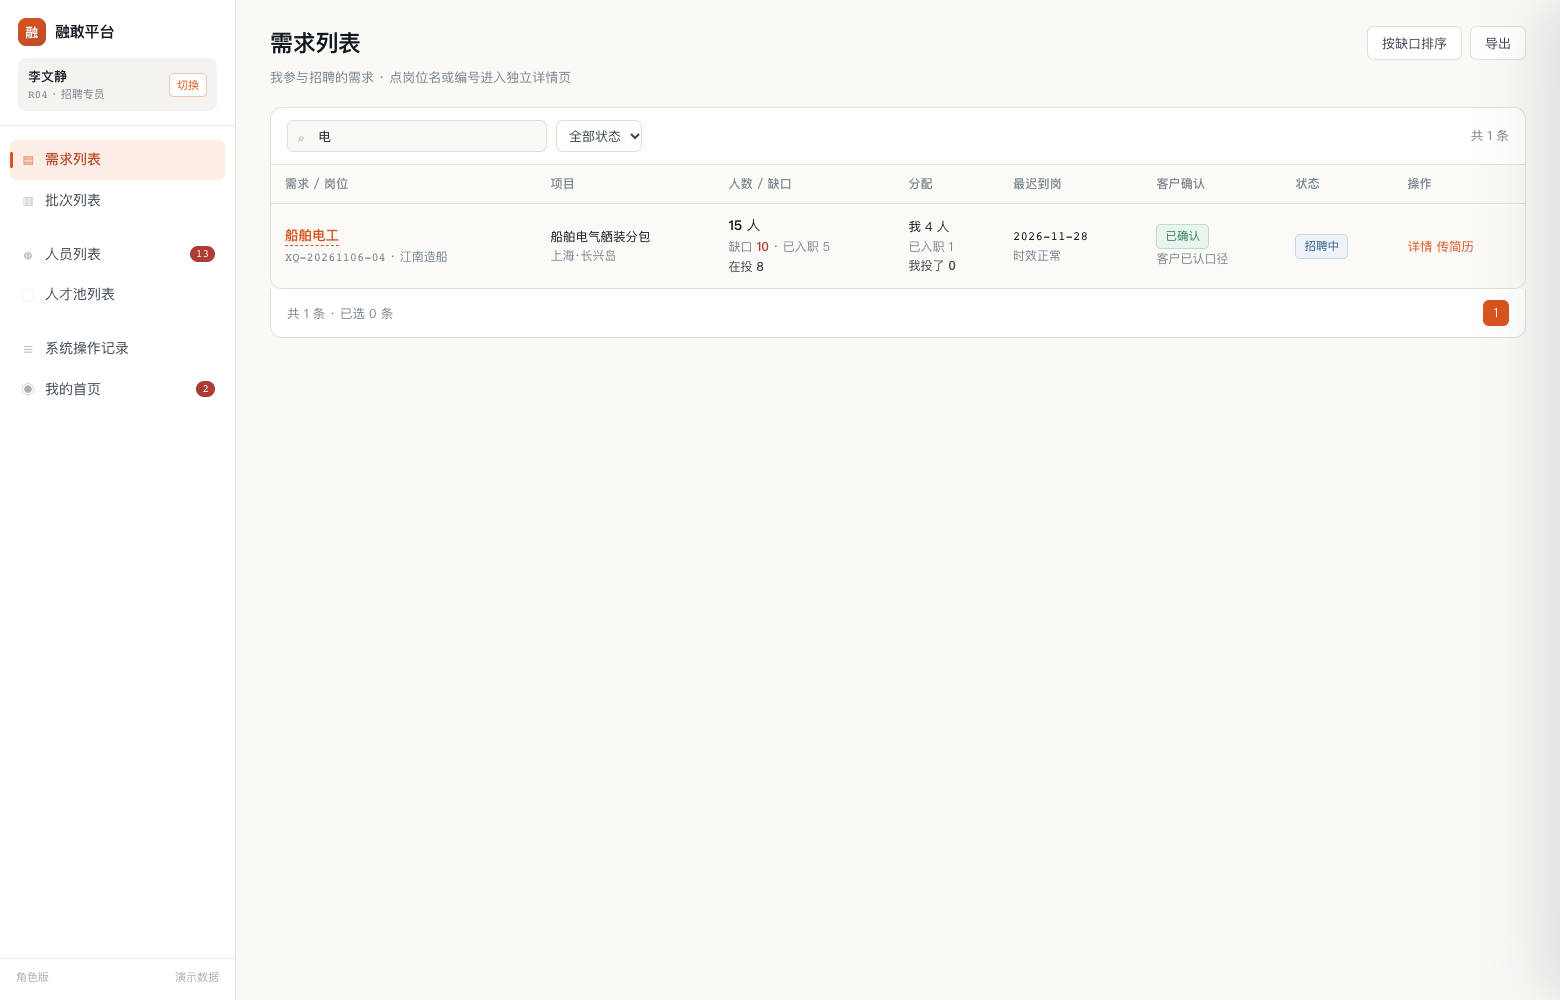 融 融敢平台
李文静
R04 · 招聘专员
切换
需求列表
批次列表
人员列表 13
人才池列表
系统操作记录
我的首页 2
角色版 演示数据
需求列表
我参与招聘的需求 · 点岗位名或编号进入独立详情页
按缺口排序 导出
电 全部状态 共 1 条
需求 / 岗位 项目 人数 / 缺口 分配 最迟到岗 客户确认 状态 操作
船舶电工
XQ-20261106-04 · 江南造船
船舶电气舾装分包
上海·长兴岛
15 人
缺口 10 · 已入职 5
在投 8
我 4 人
已入职 1
我投了 0
2026-11-28
时效正常
已确认
客户已认口径
招聘中
详情 传简历
共 1 条 · 已选 0 条 1